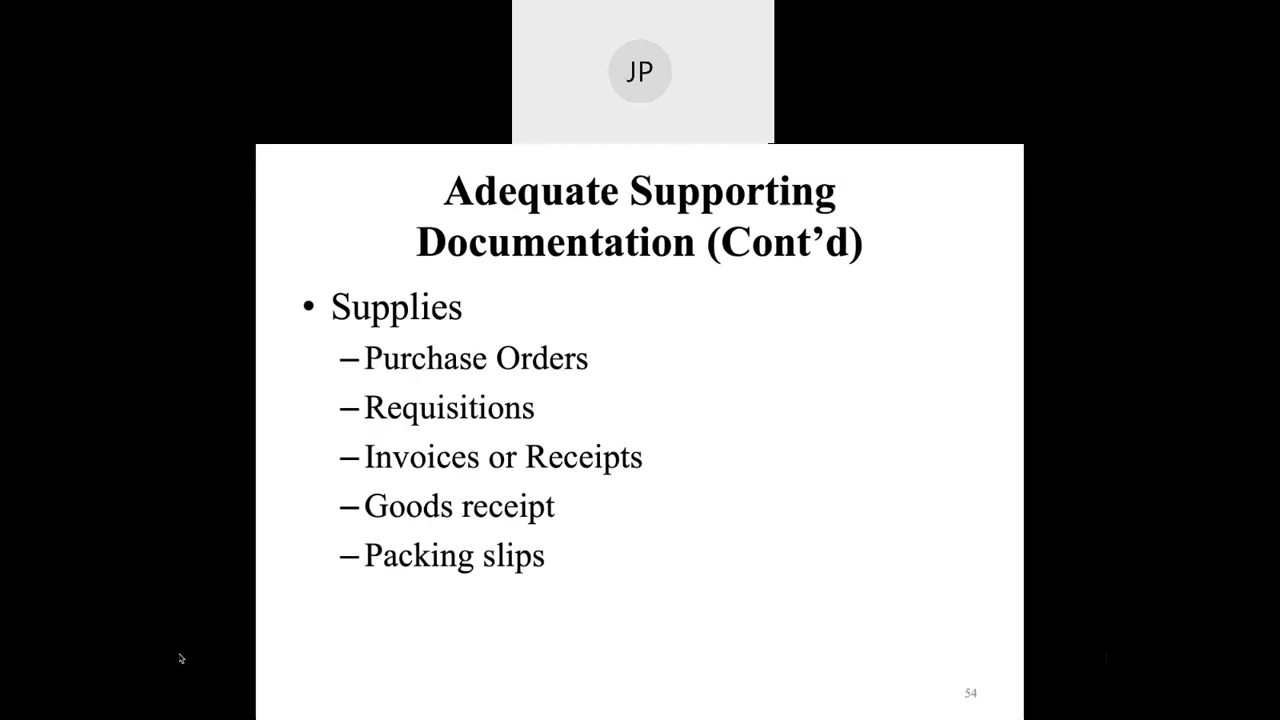 JP
Adequate Supporting
Documentation (Cont’d)
• Supplies
– Purchase Orders
– Requisitions
– Invoices or Receipts
– Goods receipt
– Packing slips
54